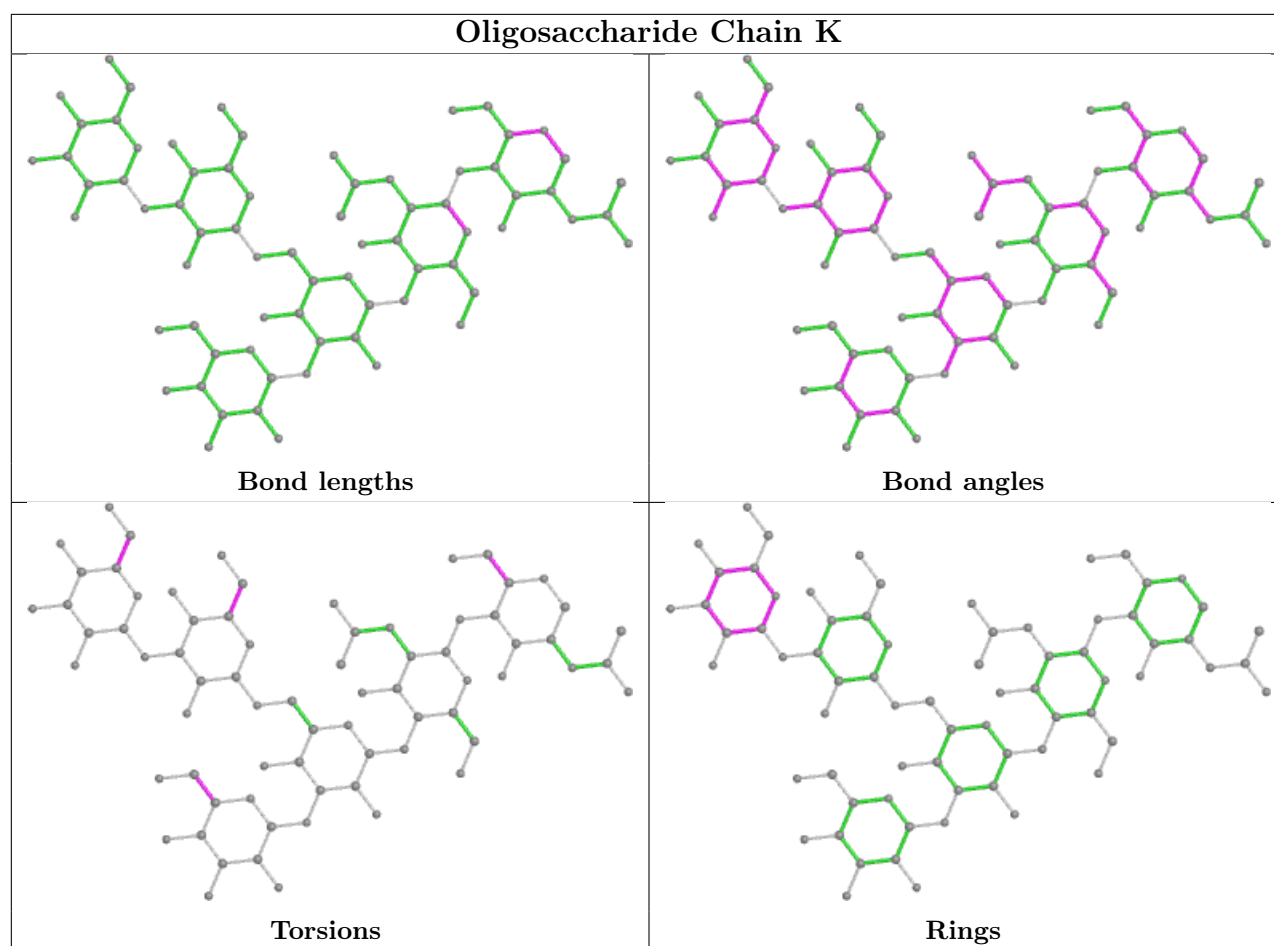 Oligosaccharide Chain K
Bond lengths
Bond angles
Torsions
Rings